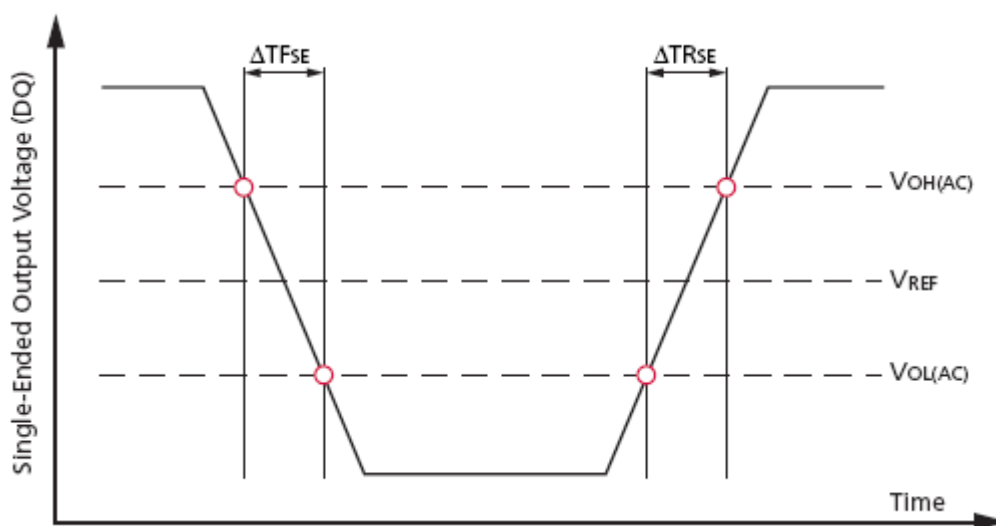 Single-Ended Output Voltage (DQ)
ΔTFSE
ΔTRSE
VOH(AC)
VREF
VOL(AC)
Time